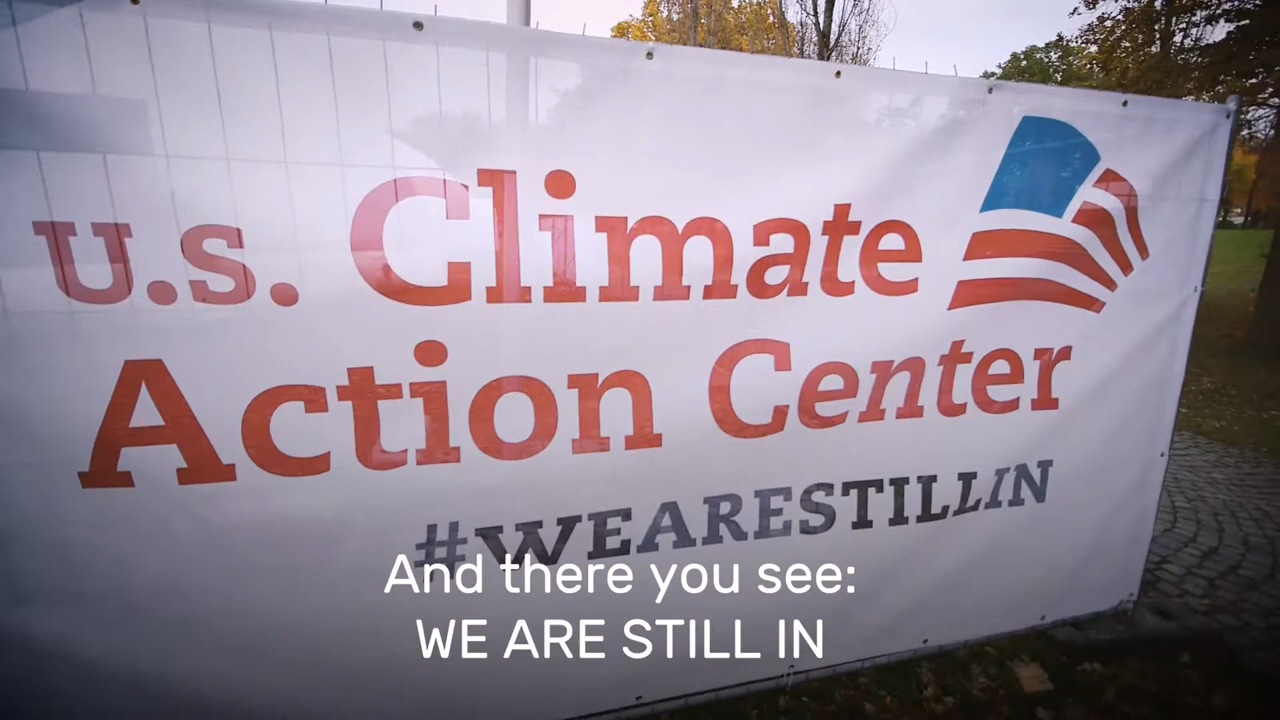 U.S. Climate
Action Center
#WEARESTILLIN
And there you see:
WE ARE STILL IN